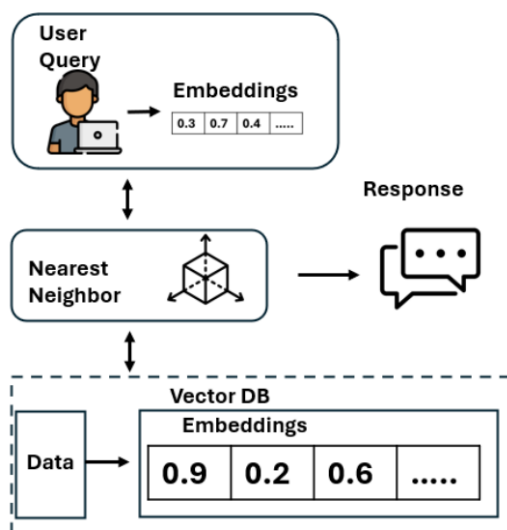 User
Query
Embeddings
0.3 0.7 0.4 .....
Response
Nearest
Neighbor
Vector DB
Embeddings
Data
0.9 0.2 0.6 .....